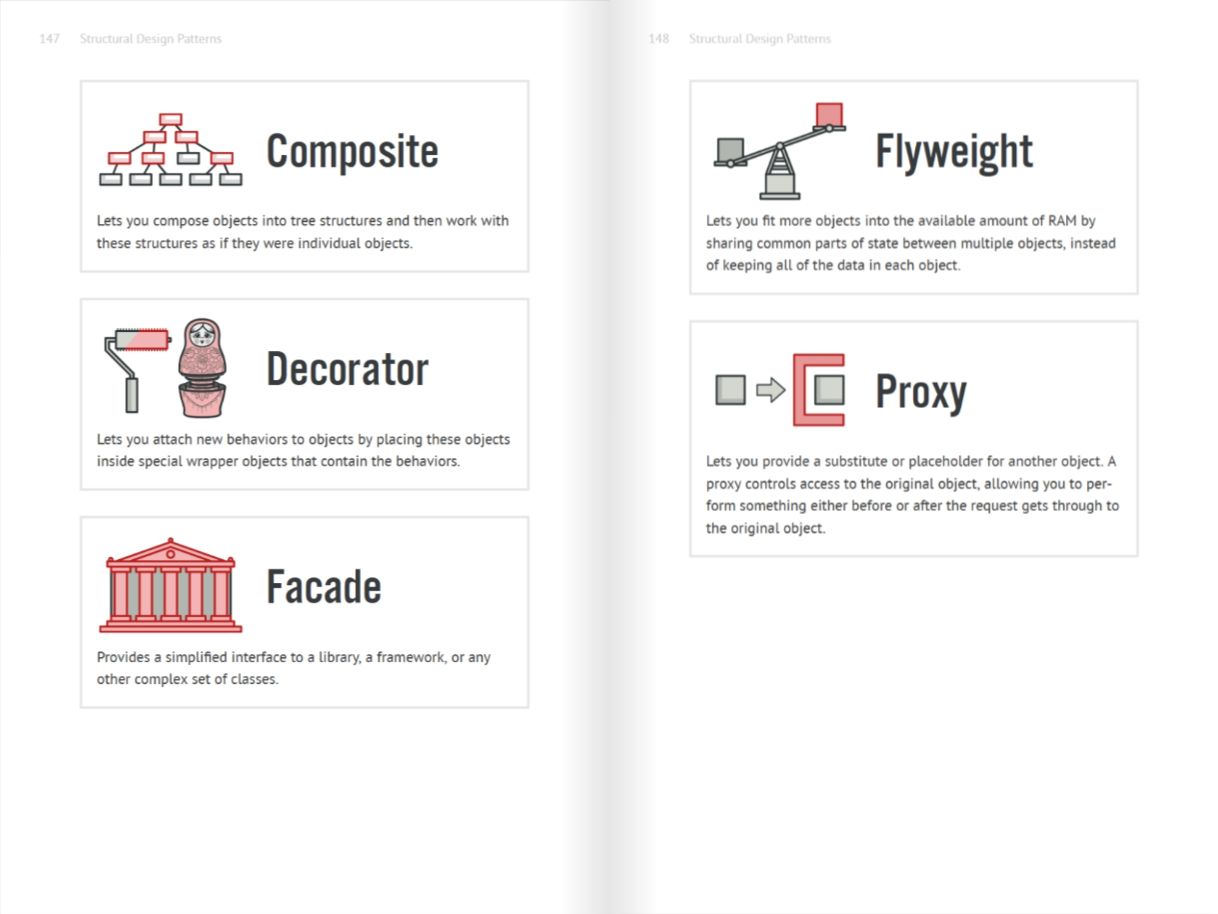 147 Structural Design Patterns
Composite
Lets you compose objects into tree structures and then work with
these structures as if they were individual objects.
Decorator
Lets you attach new behaviors to objects by placing these objects
inside special wrapper objects that contain the behaviors.
Facade
Provides a simplified interface to a library, a framework, or any
other complex set of classes.
148 Structural Design Patterns
Flyweight
Lets you fit more objects into the available amount of RAM by
sharing common parts of state between multiple objects, instead
of keeping all of the data in each object.
Proxy
Lets you provide a substitute or placeholder for another object. A
proxy controls access to the original object, allowing you to per-
form something either before or after the request gets through to
the original object.